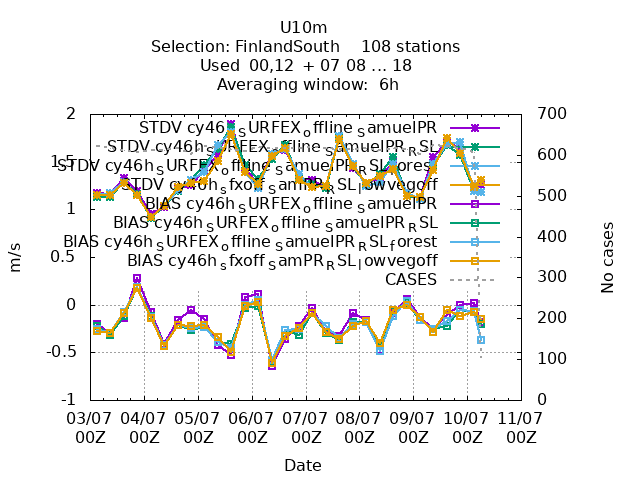 U10m
Selection: FinlandSouth 108 stations
Used 00,12 + 07 08 ... 18
Averaging window: 6h
STDV cy46h_SURFEX_offline_SamuelPR
STDV cy46h_SURFEX_offline_SamuelPR_RSL
STDV cy46h_SURFEX_offline_SamuelPR_RSL_forest
STDV cy46h_sfxoff_SamPR_RSL_lowvegoff
BIAS cy46h_SURFEX_offline_SamuelPR
BIAS cy46h_SURFEX_offline_SamuelPR_RSL
BIAS cy46h_SURFEX_offline_SamuelPR_RSL_forest
BIAS cy46h_sfxoff_SamPR_RSL_lowvegoff
CASES
m/s
2
1.5
1
0.5
0
-0.5
-1
No cases
700
600
500
400
300
200
100
0
03/07 04/07 05/07 06/07 07/07 08/07 09/07 10/07 11/07
00Z 00Z 00Z 00Z 00Z 00Z 00Z 00Z 00Z
Date